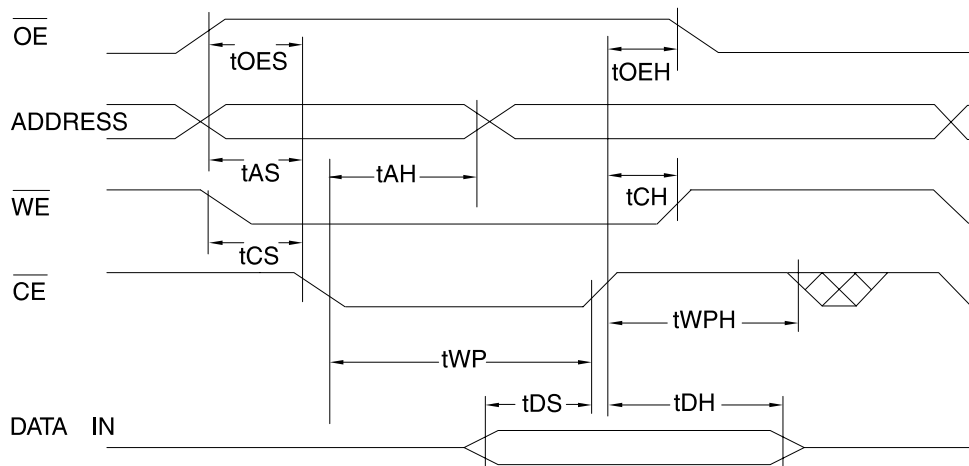 OE
tOES
tOEH
ADDRESS
tAS
tAH
tCH
WE
tCS
CE
tWPH
tWP
tDS
tDH
DATA IN